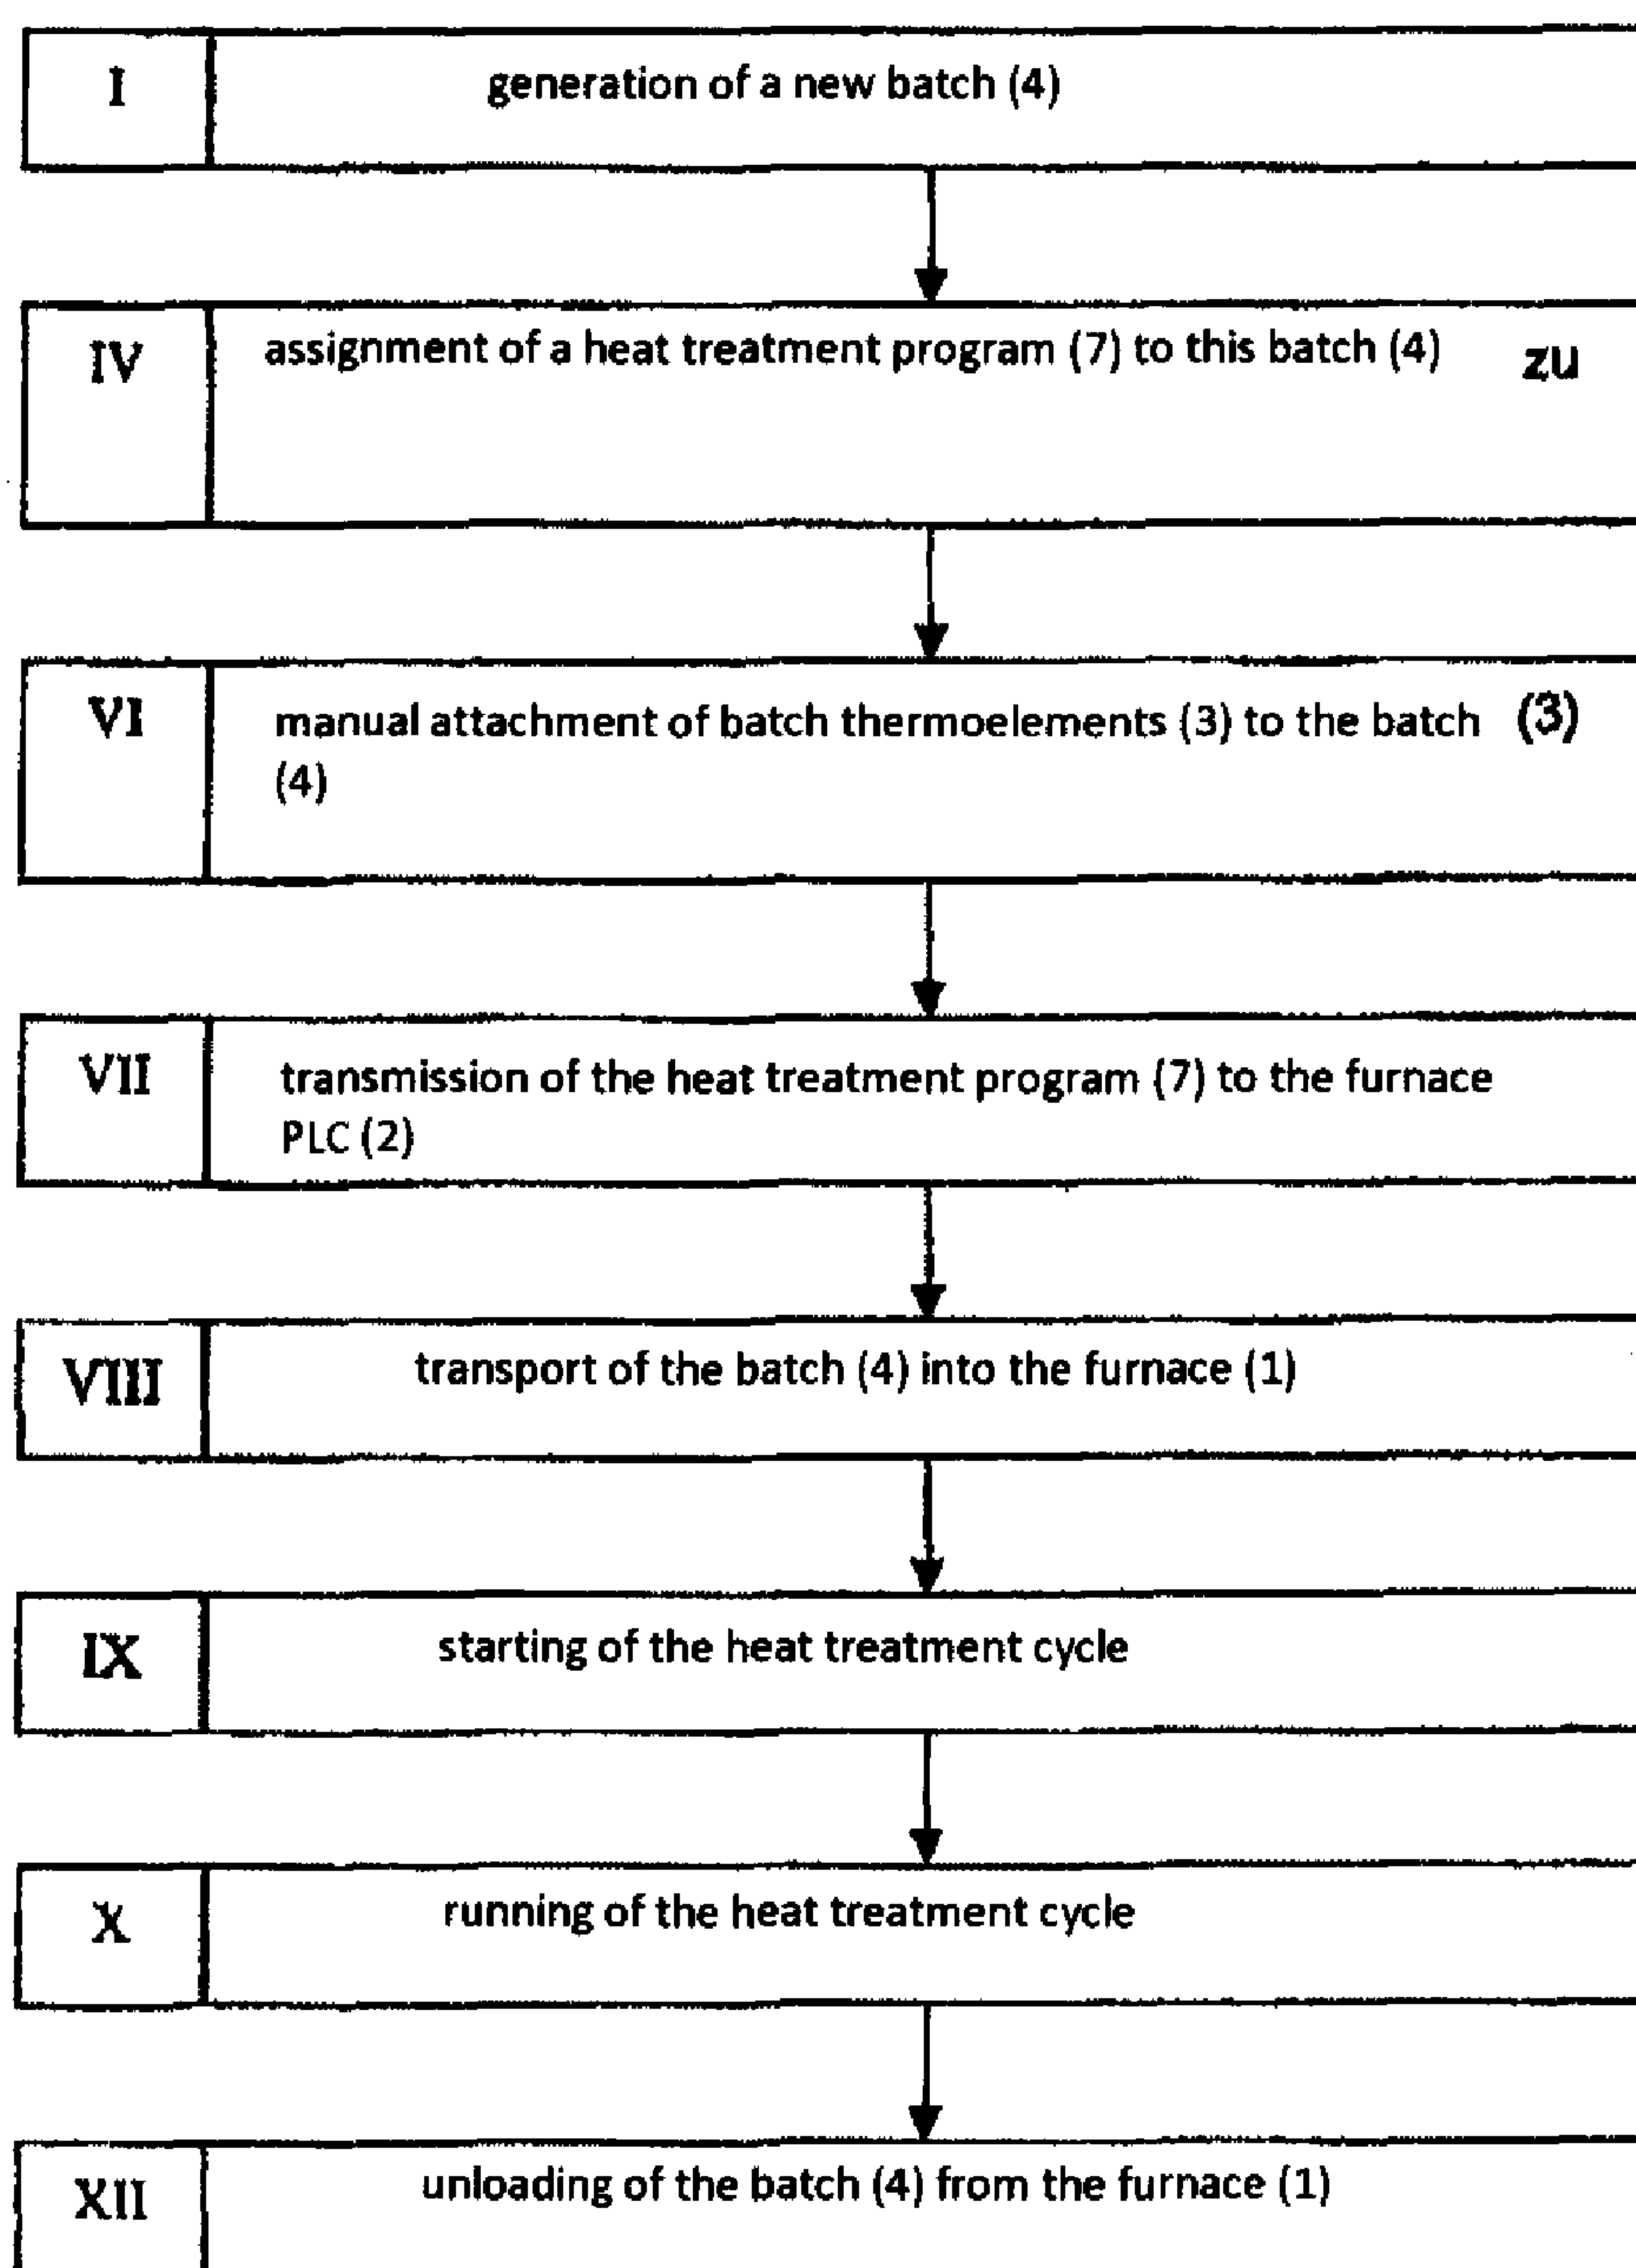 I generation of a new batch (4)
IV assignment of a heat treatment program (7) to this batch (4) zu
VI manual attachment of batch thermoelements (3) to the batch (3)
(4)
VII transmission of the heat treatment program (7) to the furnace
PLC (2)
VIII transport of the batch (4) into the furnace (1)
IX starting of the heat treatment cycle
X running of the heat treatment cycle
XII unloading of the batch (4) from the furnace (1)